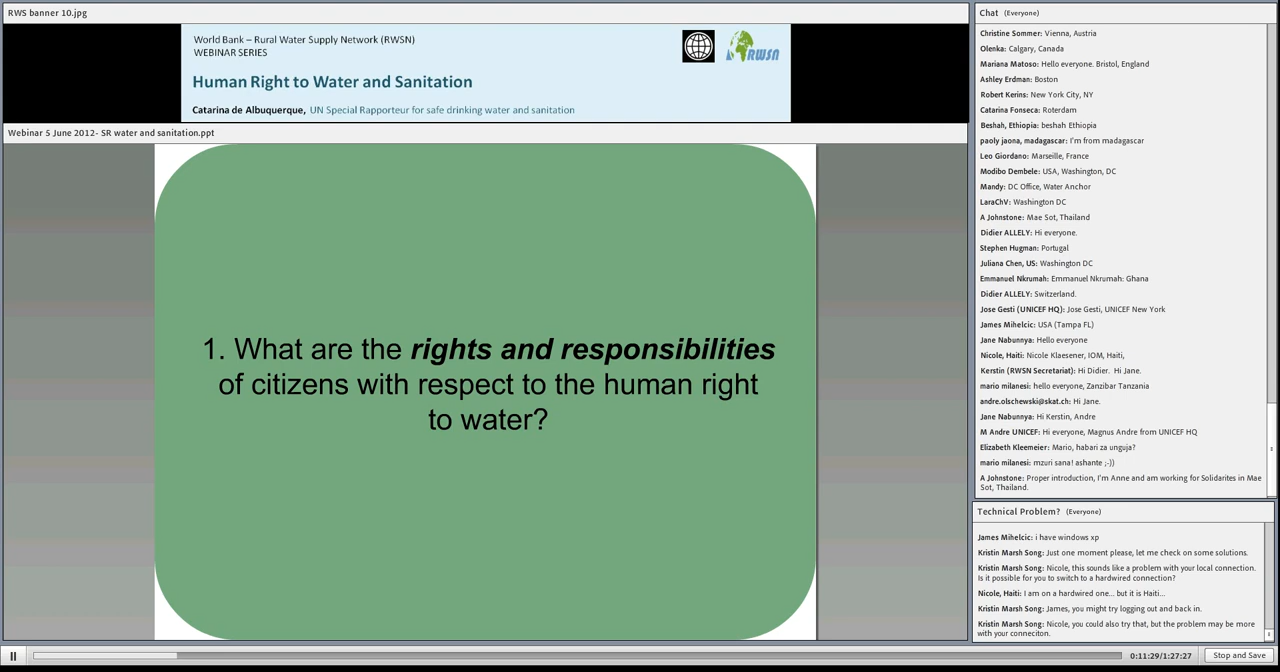 RWS banner 10.jpg
World Bank – Rural Water Supply Network (RWSN)
WEBINAR SERIES
RWSN
Human Right to Water and Sanitation
Catarina de Albuquerque, UN Special Rapporteur for safe drinking water and sanitation
Webinar 5 June 2012- SR water and sanitation.ppt
1. What are the rights and responsibilities
of citizens with respect to the human right
to water?
Chat (Everyone)
Christine Sommer: Vienna, Austria
Olenka: Calgary, Canada
Mariana Matoso: Hello everyone. Bristol, England
Ashley Erdman: Boston
Robert Kerins: New York City, NY
Catarina Fonseca: Roterdam
Beshah, Ethiopia: beshah Ethiopia
paoly jaona, madagascar: I'm from madagascar
Leo Giordano: Marseille, France
Modibo Dembele: USA, Washington, DC
Mandy: DC Office, Water Anchor
LaraChV: Washington DC
A Johnstone: Mae Sot, Thailand
Didier ALLELY: Hi everyone.
Stephen Hugman: Portugal
Juliana Chen, US: Washington DC
Emmanuel Nkrumah: Emmanuel Nkrumah: Ghana
Didier ALLELY: Switzerland.
Jose Gesti (UNICEF HQ): Jose Gesti, UNICEF New York
James Mihelcic: USA (Tampa FL)
Jane Nabunnya: Hello everyone
Nicole, Haiti: Nicole Klaesener, IOM, Haiti,
Kerstin (RWSN Secretariat): Hi Didier. Hi Jane.
mario milanesi: hello everyone, Zanzibar Tanzania
andre.olschewski@skat.ch: Hi Jane.
Jane Nabunnya: Hi Kerstin, Andre
M Andre UNICEF: Hi everyone, Magnus Andre from UNICEF HQ
Elizabeth Kleemeier: Mario, habari za unguja?
mario milanesi: mzuri sana! ashante ;-))
A Johnstone: Proper introduction, I'm Anne and am working for Solidarites in Mae
Sot, Thailand.
Technical Problem? (Everyone)
James Mihelcic: i have windows xp
Kristin Marsh Song: Just one moment please, let me check on some solutions.
Kristin Marsh Song: Nicole, this sounds like a problem with your local connection.
Is it possible for you to switch to a hardwired connection?
Nicole, Haiti: I am on a hardwired one... but it is Haiti...
Kristin Marsh Song: James, you might try logging out and back in.
Kristin Marsh Song: Nicole, you could also try that, but the problem may be more
with your conneciton.
0:11:29/1:27:27
Stop and Save